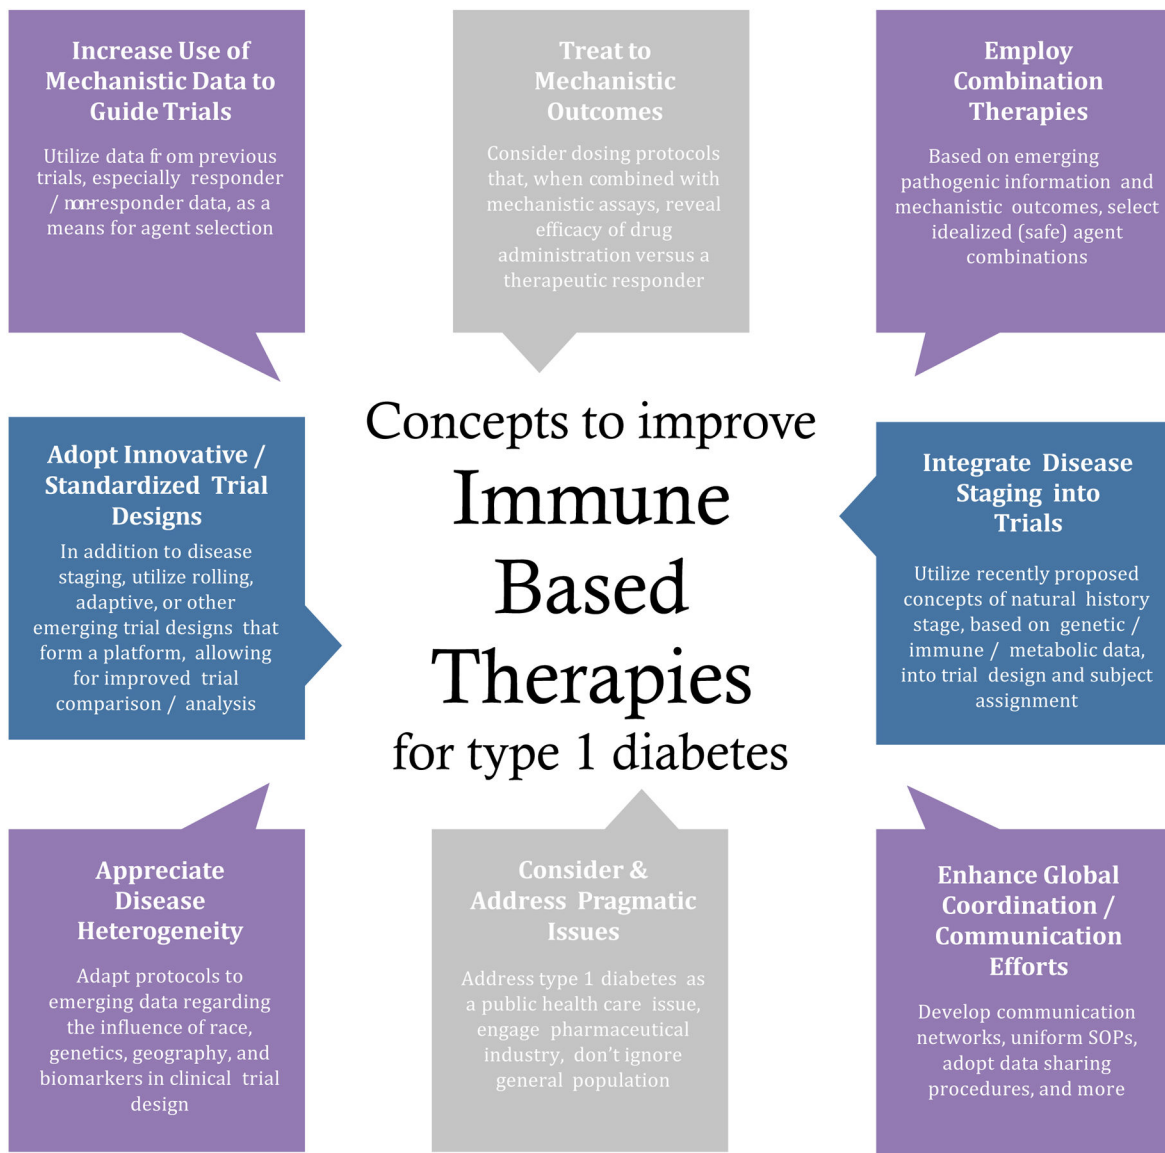 Increase Use of
Mechanistic Data to
Guide Trials
Utilize data from previous
trials, especially responder
/ non-responder data, as a
means for agent selection
Treat to
Mechanistic
Outcomes
Consider dosing protocols
that, when combined with
mechanistic assays, reveal
efficacy of drug
administration versus a
therapeutic responder
Employ
Combination
Therapies
Based on emerging
pathogenic information and
mechanistic outcomes, select
idealized (safe) agent
combinations
Adopt Innovative /
Standardized Trial
Designs
In addition to disease
staging, utilize rolling,
adaptive, or other
emerging trial designs that
form a platform, allowing
for improved trial
comparison / analysis
Concepts to improve
Immune
Based
Therapies
for type 1 diabetes
Integrate Disease
Staging into
Trials
Utilize recently proposed
concepts of natural history
stage, based on genetic /
immune / metabolic data,
into trial design and subject
assignment
Appreciate
Disease
Heterogeneity
Adapt protocols to
emerging data regarding
the influence of race,
genetics, geography, and
biomarkers in clinical trial
design
Consider &
Address Pragmatic
Issues
Address type 1 diabetes as
a public health care issue,
engage pharmaceutical
industry, don't ignore
general population
Enhance Global
Coordination /
Communication
Efforts
Develop communication
networks, uniform SOPs,
adopt data sharing
procedures, and more